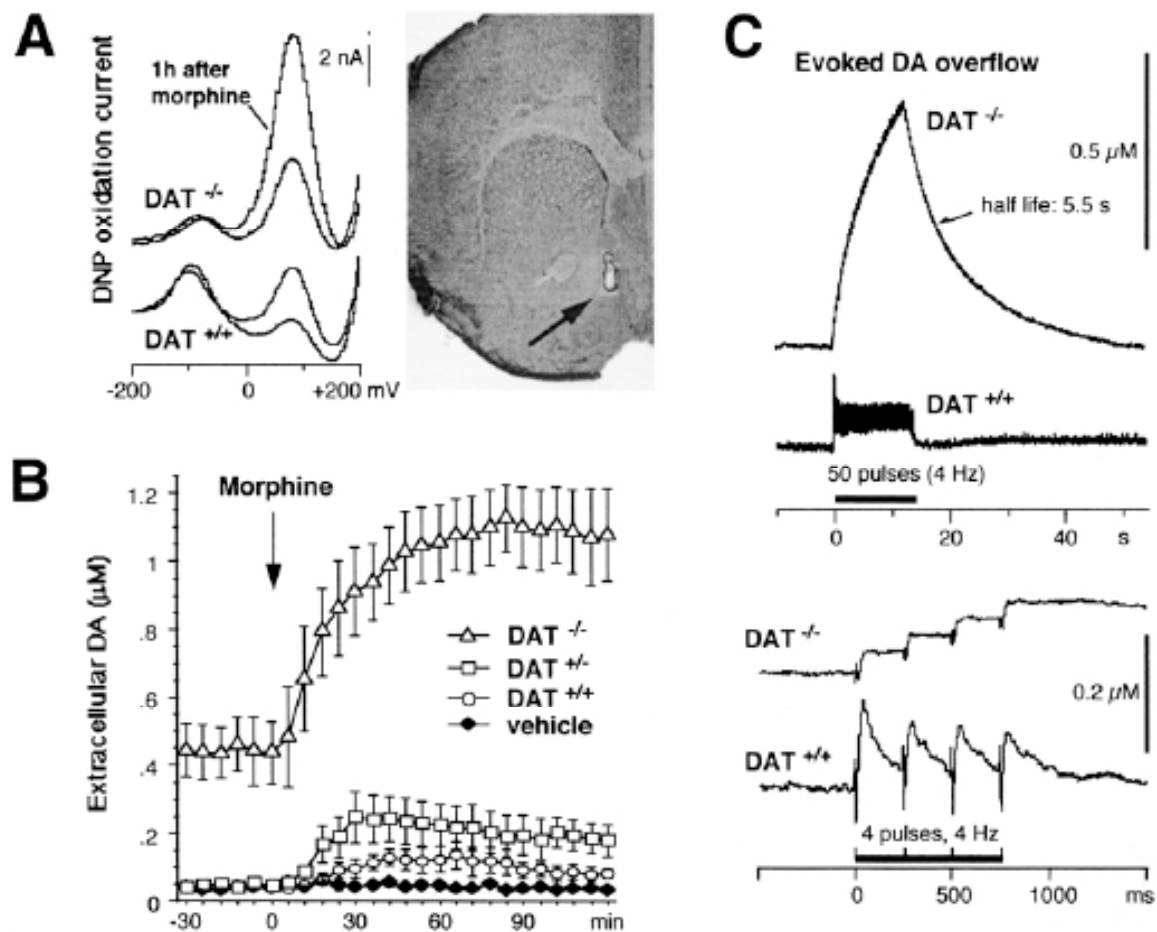 A
DNP oxidation current
1h after
morphine
2 nA
DAT -/-
DAT +/+
-200
0
+200 mV
B
Morphine
Extracellular DA (µM)
1.2
1
.8
.6
.4
.2
0
DAT -/-
DAT +/-
DAT +/+
vehicle
-30
0
30
60
90
min
C
Evoked DA overflow
DAT -/-
0.5 µM
half life: 5.5 s
DAT +/+
50 pulses (4 Hz)
0
20
40
s
DAT -/-
0.2 µM
DAT +/+
4 pulses, 4 Hz
0
500
1000
ms